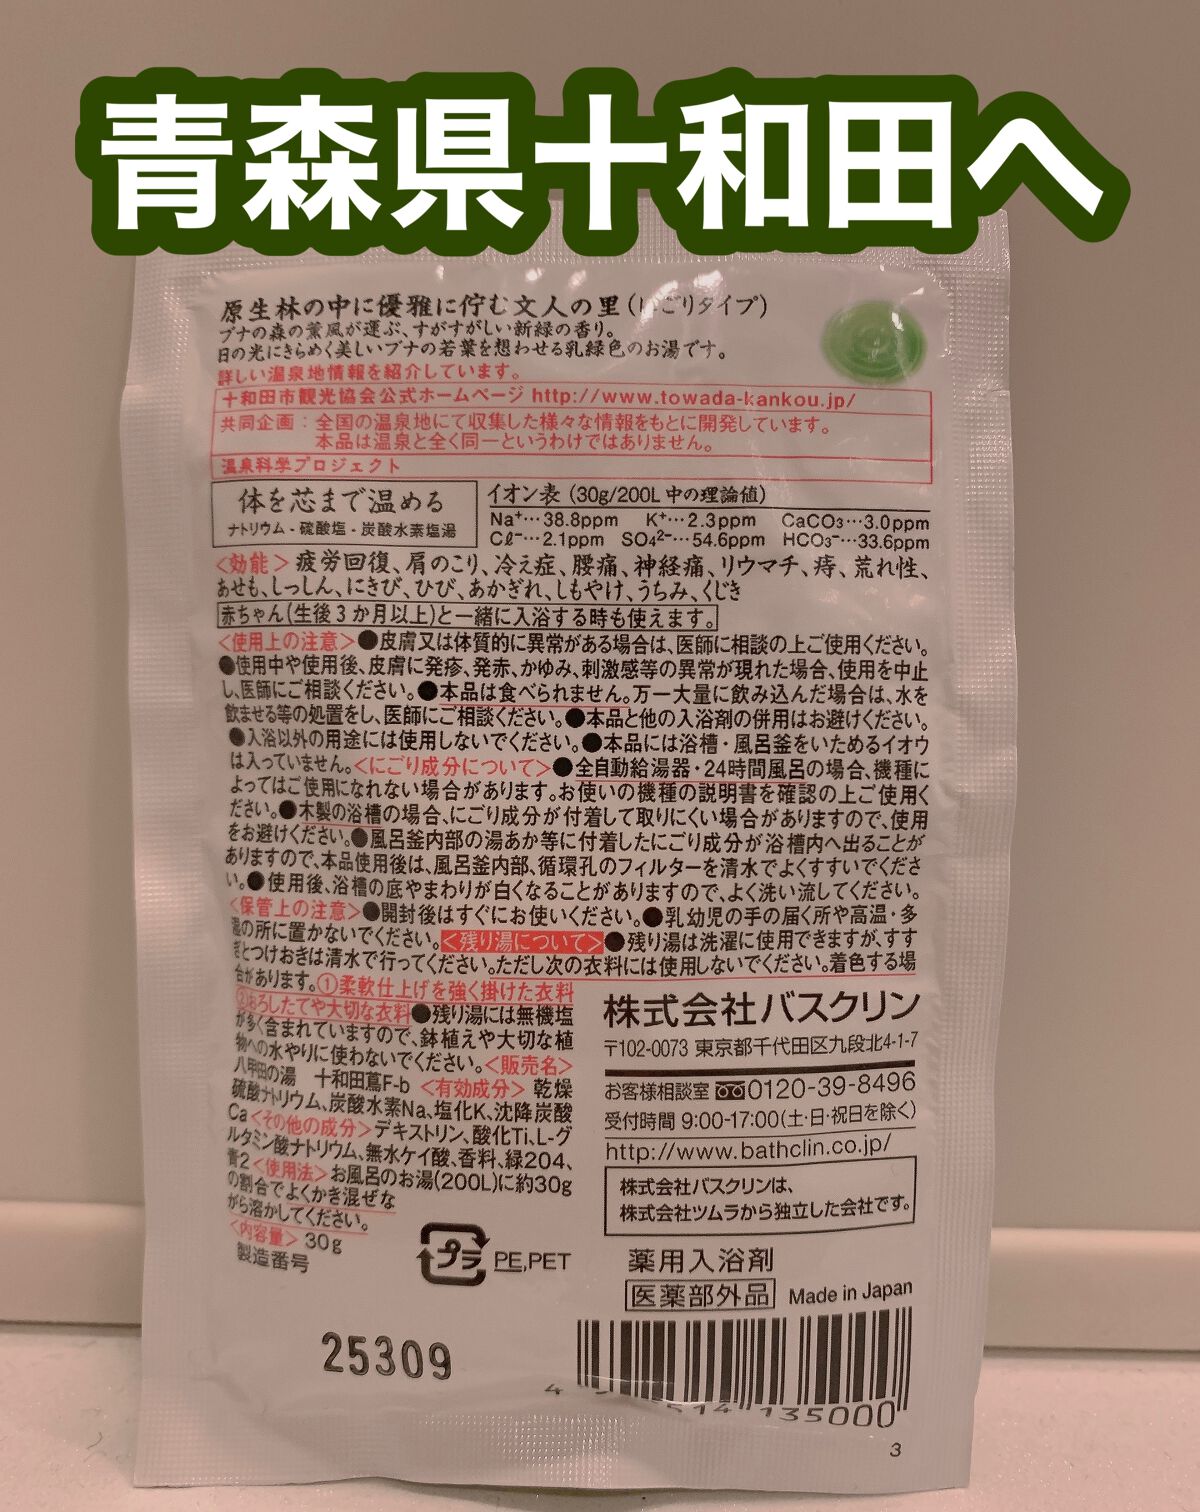 青森県十和田へ
原生林の中に優雅に佇む文人の里(にごりタイプ)
ブナの森の薫風が運ぶ、すがすがしい新緑の香り。
日の光にきらめく美しいブナの若葉を想わせる乳緑色のお湯です。
詳しい温泉地情報を紹介しています。
十和田市観光協会公式ホームページ http://www.towada-kankou.jp/
共同企画：全国の温泉地にて収集した様々な情報をもとに開発しています。
本品は温泉と全く同一というわけではありません。
温泉科学プロジェクト
体を芯まで温める
ナトリウム-硫酸塩・炭酸水素塩湯
イオン表 (30g/200L中の理論値)
Na⁺…38.8ppm K⁺…2.3ppm CaCO₃…3.0ppm
Cℓ⁻…2.1ppm SO₄²⁻…54.6ppm HCO₃⁻…33.6ppm
<効能>疲労回復、肩のこり、冷え症、腰痛、神経痛、リウマチ、痔、荒れ性、
あせも、しっしん、にきび、ひび、あかぎれ、しもやけ、うちみ、くじき
赤ちゃん(生後3か月以上)と一緒に入浴する時も使えます。
<使用上の注意>●皮膚又は体質的に異常がある場合は、医師に相談の上ご使用ください。
●使用中や使用後、皮膚に発疹、発赤、かゆみ、刺激感等の異常が現れた場合、使用を中止
し、医師にご相談ください。●本品は食べられません。万一大量に飲み込んだ場合は、水を
飲ませる等の処置をし、医師にご相談ください。●本品と他の入浴剤の併用はお避けください。
●入浴以外の用途には使用しないでください。●本品には浴槽・風呂釜をいためるイオウ
は入っていません。<にごり成分について>●全自動給湯器・24時間風呂の場合、機種に
よってはご使用になれない場合があります。お使いの機種の説明書を確認の上ご使用く
ださい。●木製の浴槽の場合、にごり成分が付着して取りにくい場合がありますので、使用
をお避けください。●風呂釜内部の湯あか等に付着したにごり成分が浴槽内へ出ることが
ありますので、本品使用後は、風呂釜内部、循環孔のフィルターを清水でよくすすいでくださ
い。●使用後、浴槽の底やまわりが白くなることがありますので、よく洗い流してください。
<保管上の注意>●開封後はすぐにお使いください。●乳幼児の手の届く所や高温・多
湿の所に置かないでください。<残り湯について>●残り湯は洗濯に使用できますが、すす
ぎとつけおきは清水で行ってください。ただし次の衣料には使用しないでください。着色する場
合があります。①柔軟仕上げを強く掛けた衣料
②おろしたてや大切な衣料●残り湯には無機塩
が多く含まれていますので、鉢植えや大切な植
物への水やりに使わないでください。<販売名>
八甲田の湯 十和田蔦F-b <有効成分>乾燥
硫酸ナトリウム、炭酸水素Na、塩化K、沈降炭酸
Ca<その他の成分>デキストリン、酸化Ti、L-グ
ルタミン酸ナトリウム、無水ケイ酸、香料、緑204、
青2<使用法>お風呂のお湯(200L)に約30g
の割合でよくかき混ぜな
がら溶かしてください。
<内容量>30g
製造番号
株式会社バスクリン
〒102-0073 東京都千代田区九段北4-1-7
お客様相談室 0120-39-8496
受付時間 9:00-17:00(土・日・祝日を除く)
http://www.bathclin.co.jp/
株式会社バスクリンは、
株式会社ツムラから独立した会社です。
プラ PE,PET
薬用入浴剤
医薬部外品 Made in Japan
25309
135000
3